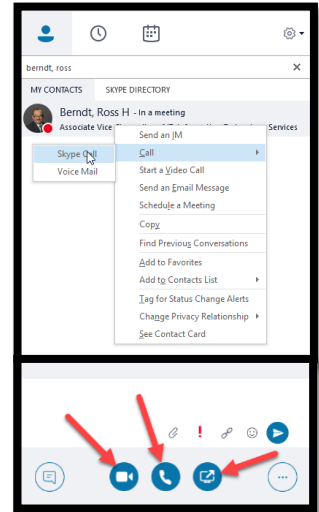 berndt, ross
MY CONTACTS SKYPE DIRECTORY
Berndt, Ross H - In a meeting
Associate Vice Services
Send an IM
Skype Call
Call
Voice Mail
Start a Video Call
Send an Email Message
Schedule a Meeting
Copy
Find Previous Conversations
Add to Favorites
Add to Contacts List
Tag for Status Change Alerts
Change Privacy Relationship
See Contact Card